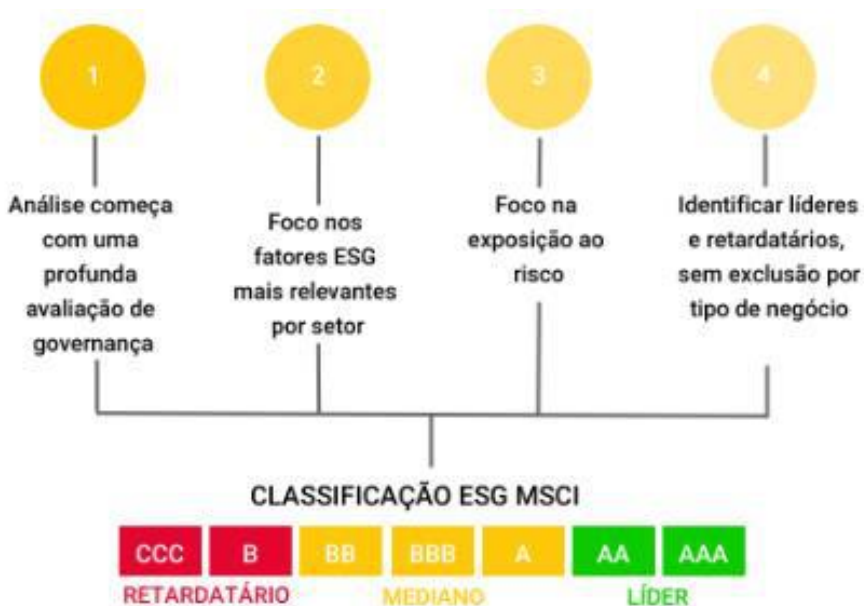 1
2
3
4
Análise começa
com uma
profunda
avaliação de
governança
Foco nos
fatores ESG
mais relevantes
por setor
Foco na
exposição ao
risco
Identificar líderes
e retardatários,
sem exclusão por
tipo de negócio
CLASSIFICAÇÃO ESG MSCI
CCC B BB BBB A AA AAA
RETARDATÁRIO MEDIANO LÍDER